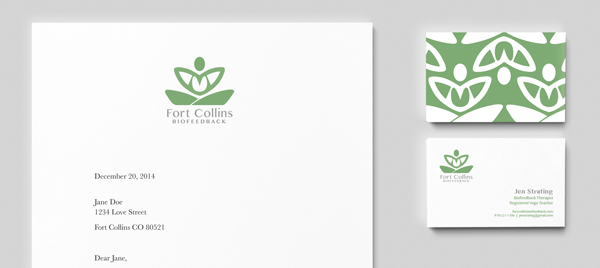 Fort Collins
BIOFEEDBACK
December 20, 2014
Jane Doe
1234 Love Street
Fort Collins CO 80521
Dear Jane,
Fort Collins
BIOFEEDBACK
Jen Strating
Biofeedback Therapist
Registered Yoga Teacher